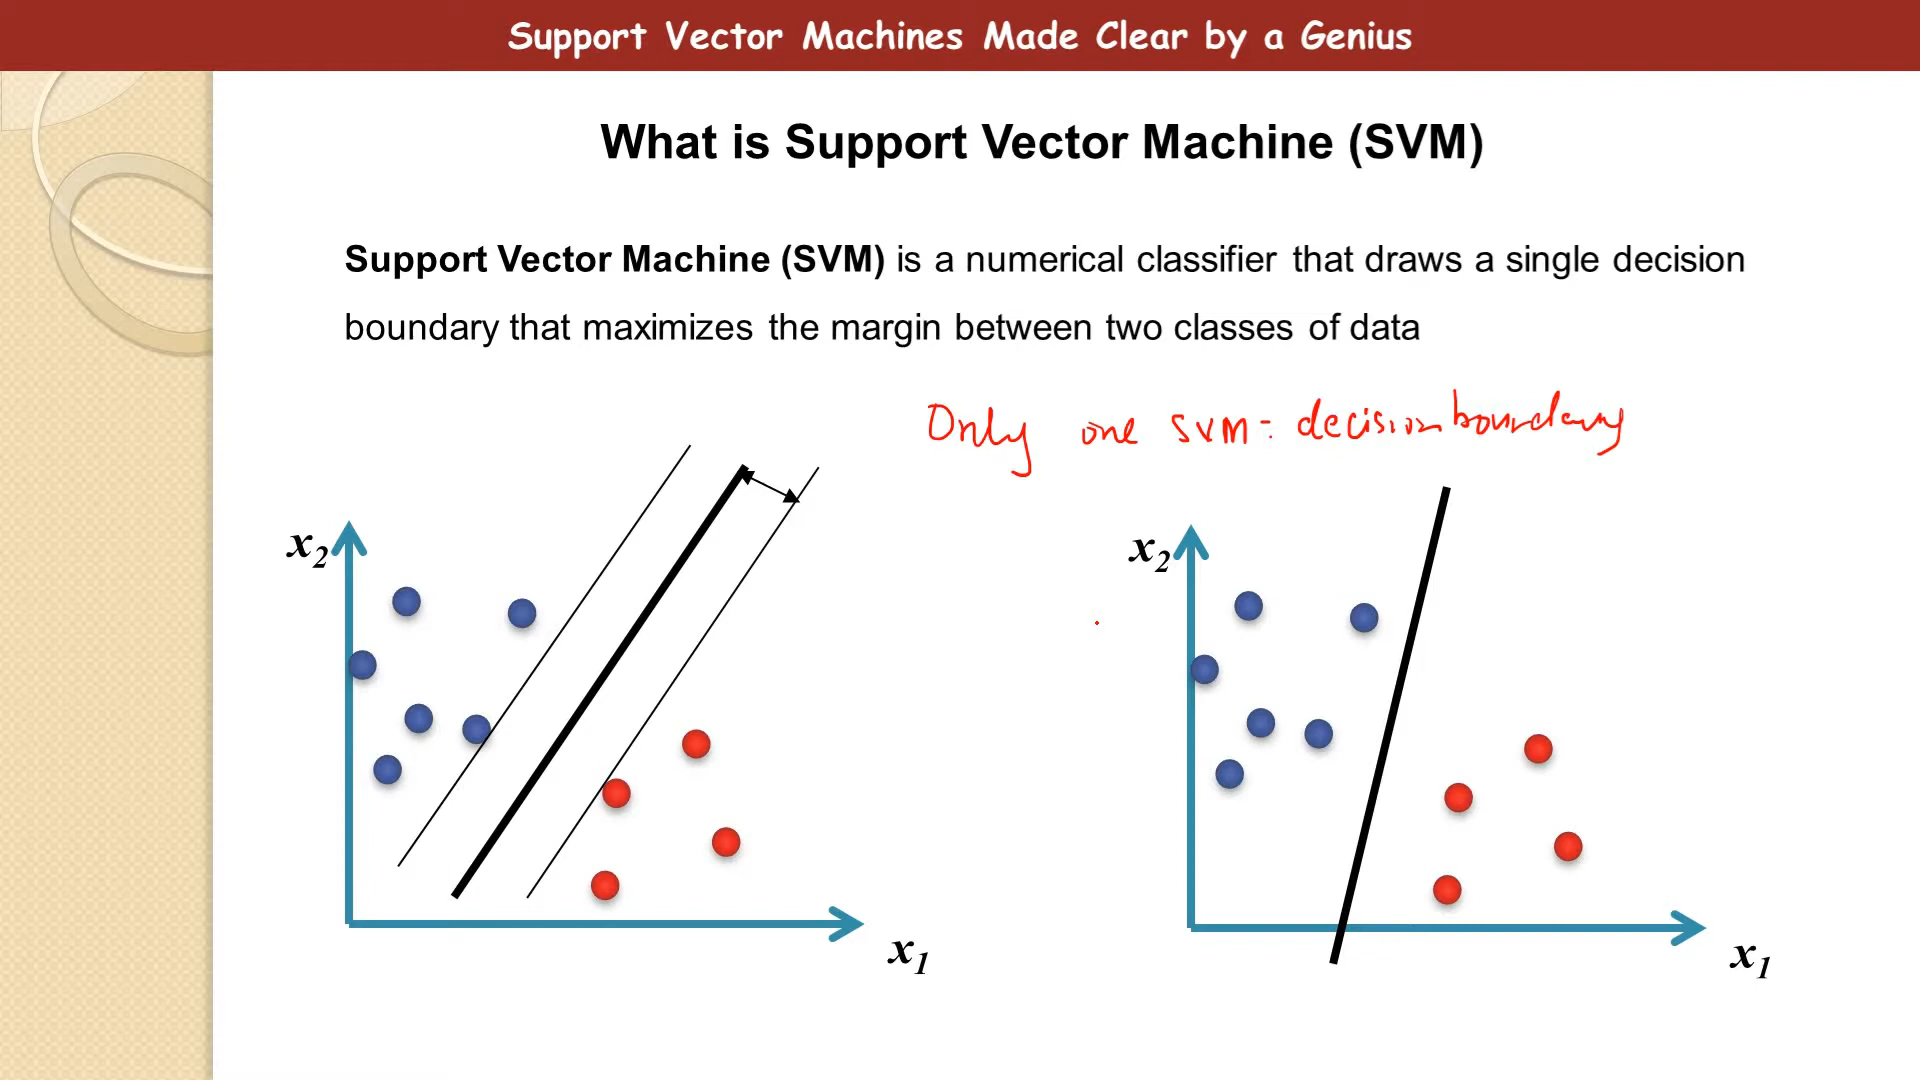 Support Vector Machines Made Clear by a Genius
What is Support Vector Machine (SVM)
Support Vector Machine (SVM) is a numerical classifier that draws a single decision
boundary that maximizes the margin between two classes of data
Only one SVM = decision boundary
x2
x1
x2
x1